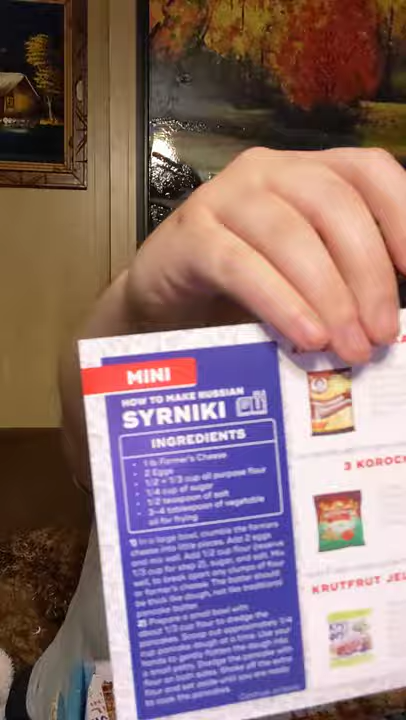 MINI
HOW TO MAKE RUSSIAN
SYRNIKI
INGREDIENTS
• 1 lb Farmer's Cheese
• 2 Eggs
• 1/2 + 1/3 cup all purpose flour
• 1/4 cup of sugar
• 1/2 teaspoon of salt
• 3-4 tablespoon of vegetable
oil for frying
1) In a large bowl, crumble the farmers
cheese into little pieces. Add 2 eggs
and mix well. Add 1/2 cup flour
1/3 cup for step 2), sugar, and salt. Mix
well, to break apart any clumps of flour
or farmer's cheese. The batter should
be thick, like dough, not like traditional
pancake batter.
2) Prepare a small bowl with
about 1/3 cup flour to dredge the
pancakes. Scoop out approximately 1/4
cup pancake dough at a time. Use your
hands to gently flatten the dough into
a small patty. Dredge the pancake with
flour on both sides. Shake off the extra
flour and set aside until you are ready
to cook the pancakes.
3 KOROCH
KRUTFRUT JEL